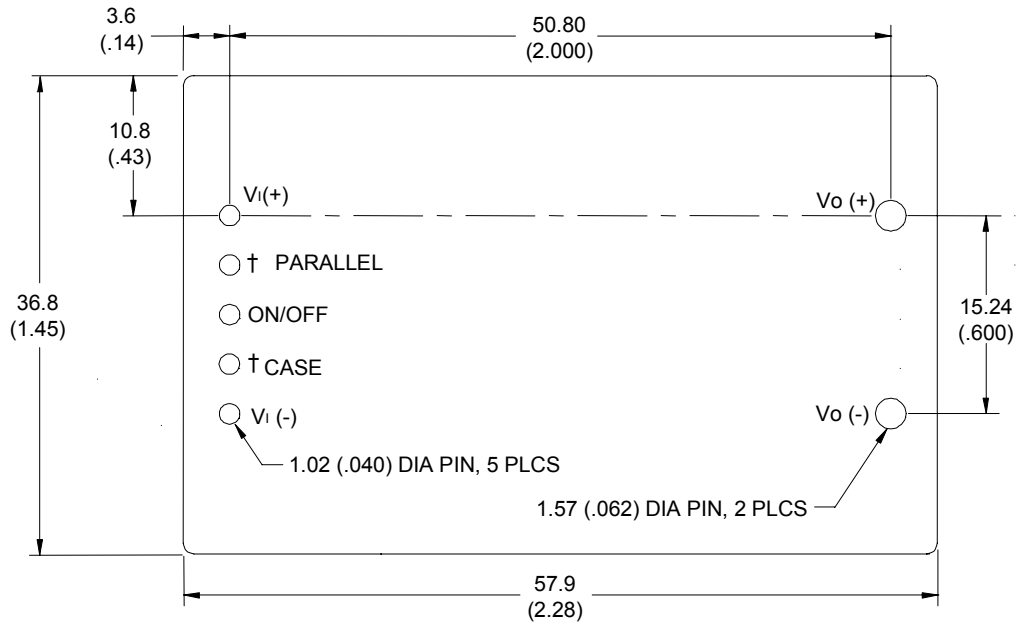 3.6
(.14)
50.80
(2.000)
10.8
(.43)
VI(+)
Vo (+)
† PARALLEL
36.8
(1.45)
ON/OFF
15.24
(.600)
† CASE
VI (-)
Vo (-)
1.02 (.040) DIA PIN, 5 PLCS
1.57 (.062) DIA PIN, 2 PLCS
57.9
(2.28)